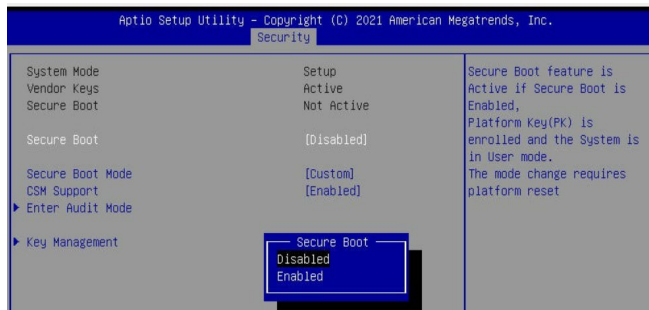 Aptio Setup Utility – Copyright (C) 2021 American Megatrends, Inc.
Security
System Mode Setup
Vendor Keys Active
Secure Boot Not Active
Secure Boot [Disabled]
Secure Boot Mode [Custom]
CSM Support [Enabled]
Enter Audit Mode
Key Management
Secure Boot feature is
Active if Secure Boot is
Enabled,
Platform Key(PK) is
enrolled and the System is
in User mode.
The mode change requires
platform reset
Secure Boot
Disabled
Enabled